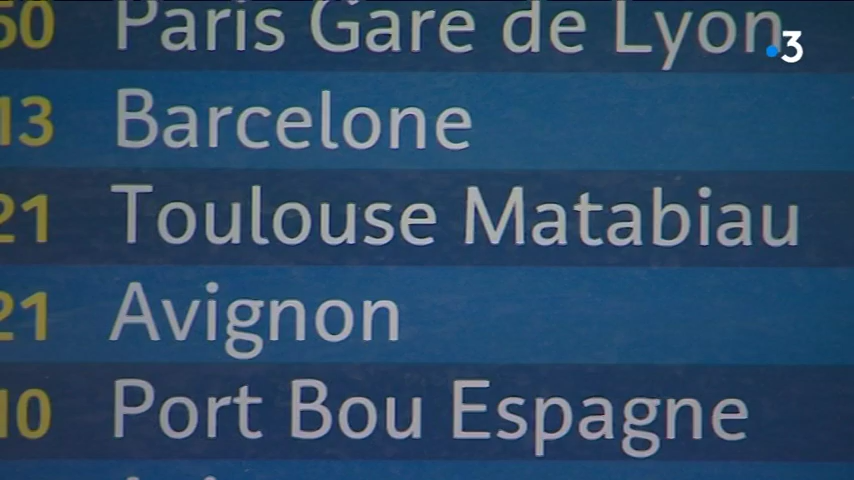 50 Paris Gare de Lyon
3
13 Barcelone
21 Toulouse Matabiau
21 Avignon
10 Port Bou Espagne